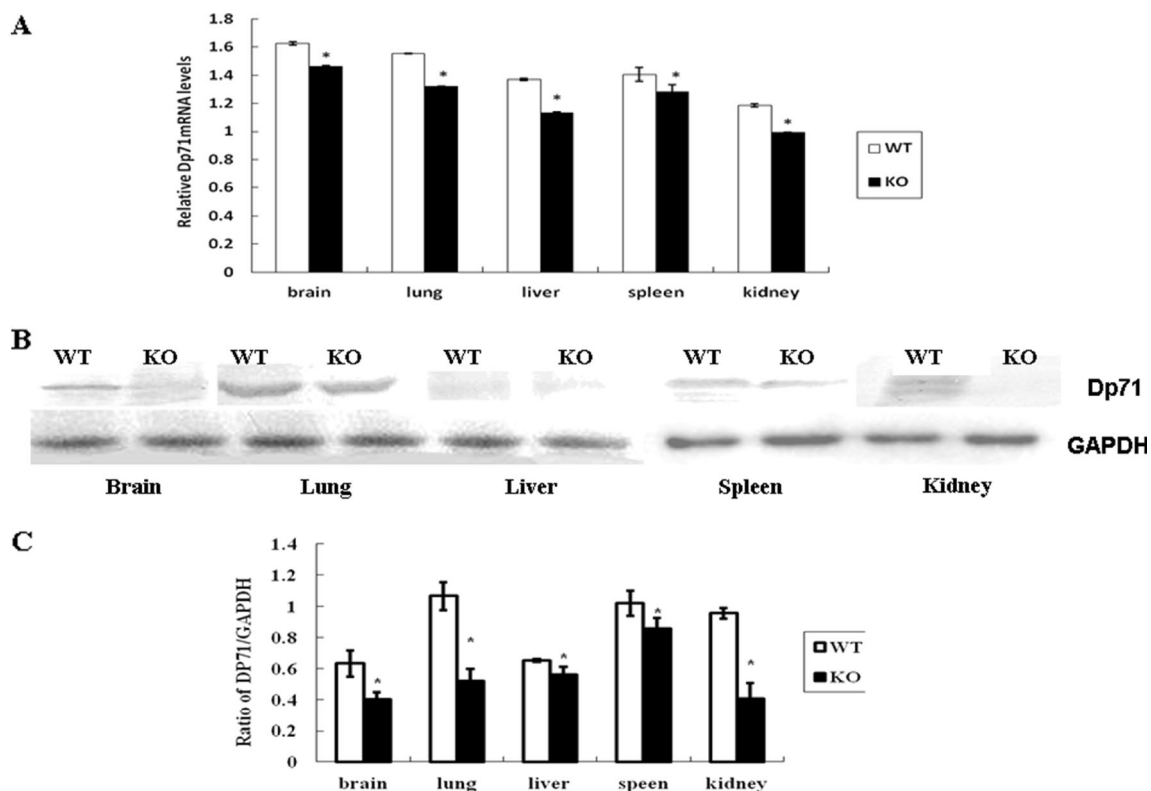 A
Relative Dp71mRNA levels
1.8
1.6
1.4
1.2
1
0.8
0.6
0.4
0.2
0
brain lung liver spleen kidney
WT
KO
B
WT KO WT KO WT KO WT KO WT KO
Dp71
GAPDH
Brain Lung Liver Spleen Kidney
C
Ratio of DP71/GAPDH
1.4
1.2
1
0.8
0.6
0.4
0.2
0
brain lung liver speen kidney
WT
KO